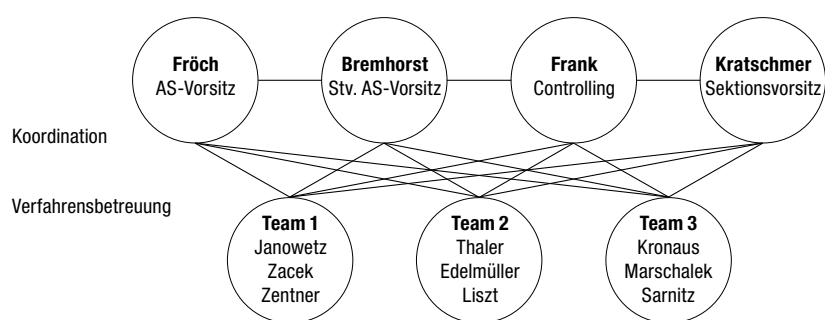 Fröch
AS-Vorsitz
Bremhorst
Stv. AS-Vorsitz
Frank
Controlling
Kratschmer
Sektionsvorsitz
Koordination
Verfahrensbetreuung
Team 1
Janowetz
Zacek
Zentner
Team 2
Thaler
Edelmüller
Liszt
Team 3
Kronaus
Marschalek
Sarnitz